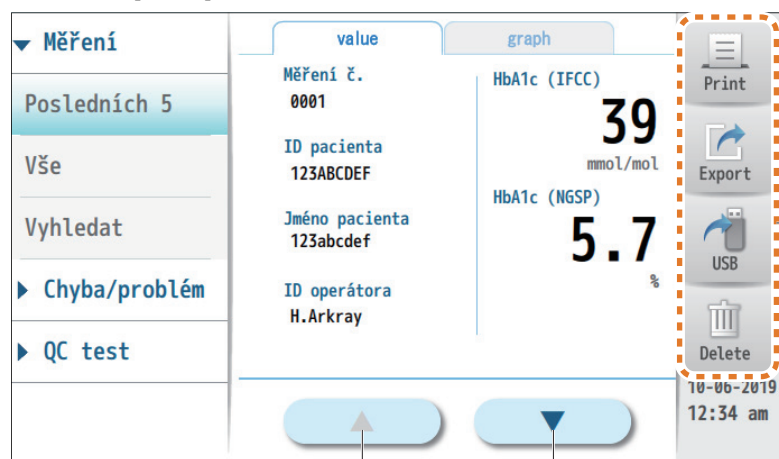 Měření
Posledních 5
Vše
Vyhledat
Chyba/problém
QC test
value
graph
Měření č.
0001
ID pacienta
123ABCDEF
Jméno pacienta
123abcdef
ID operátora
H.Arkray
HbA1c (IFCC)
39
mmol/mol
HbA1c (NGSP)
5.7
%
Print
Export
USB
Delete
10-06-2019
12:34 am